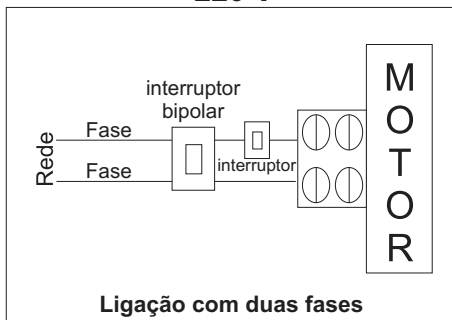 interruptor
bipolar
Fase
Rede
Fase
interruptor
M
O
T
O
R
Ligação com duas fases